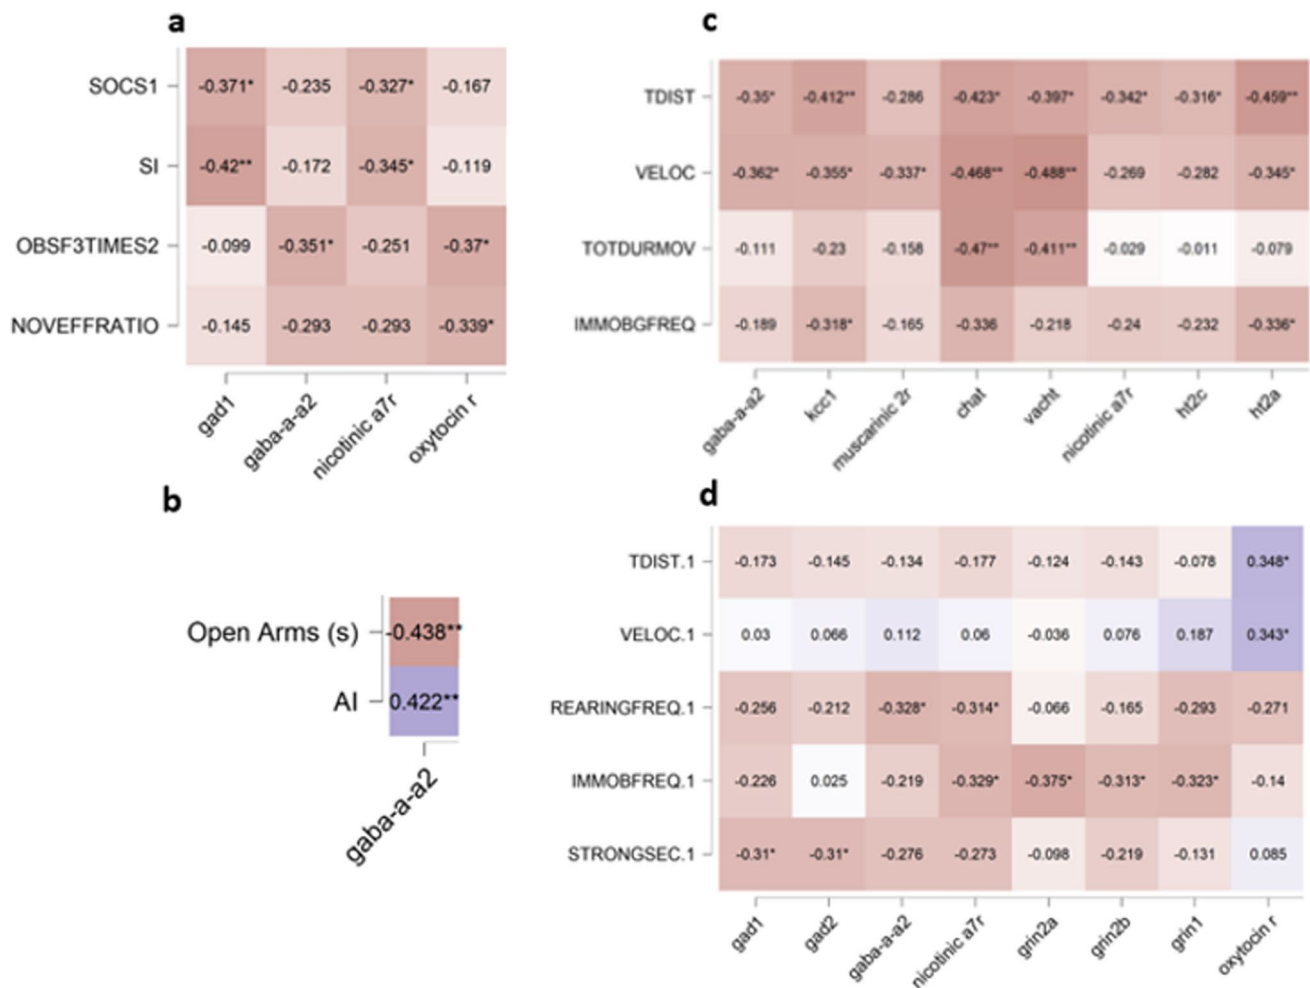 a
SOCS1 -0.371* -0.235 -0.327* -0.167
SI -0.42** -0.172 -0.345* -0.119
OBSF3TIMES2 -0.099 -0.351* -0.251 -0.37*
NOVEFFRATIO -0.145 -0.293 -0.293 -0.339*
gad1 gaba-a-a2 nicotinic a7r oxytocin r
b
Open Arms (s) -0.438**
AI 0.422**
gaba-a-a2
c
TDIST -0.35* -0.412** -0.286 -0.423* -0.397* -0.342* -0.316* -0.459**
VELOC -0.362* -0.355* -0.337* -0.468** -0.488** -0.269 -0.282 -0.345*
TOTDURMOV -0.111 -0.23 -0.158 -0.47** -0.411** -0.029 -0.011 -0.079
IMMOBGFREQ -0.189 -0.318* -0.165 -0.336 -0.218 -0.24 -0.232 -0.336*
gaba-a-a2 kcc1 muscarinic 2r chat vacht nicotinic a7r ht2c ht2a
d
TDIST.1 -0.173 -0.145 -0.134 -0.177 -0.124 -0.143 -0.078 0.348*
VELOC.1 0.03 0.066 0.112 0.06 -0.036 0.076 0.187 0.343*
REARINGFREQ.1 -0.256 -0.212 -0.328* -0.314* -0.066 -0.165 -0.293 -0.271
IMMOBFREQ.1 -0.226 0.025 -0.219 -0.329* -0.375* -0.313* -0.323* -0.14
STRONGSEC.1 -0.31* -0.31* -0.276 -0.273 -0.098 -0.219 -0.131 0.085
gad1 gad2 gaba-a-a2 nicotinic a7r grin2a grin2b grin1 oxytocin r